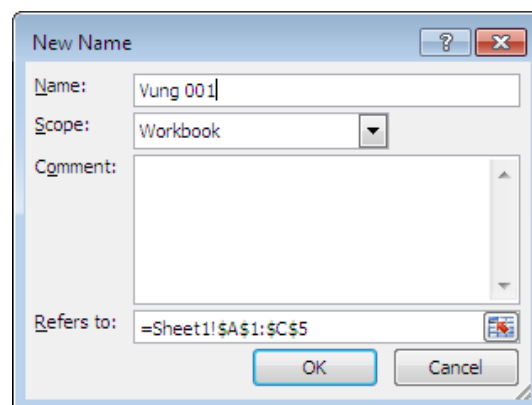 New Name
Name: Vung 001
Scope: Workbook
Comment:
Refers to: =Sheet1!$A$1:$C$5
OK Cancel